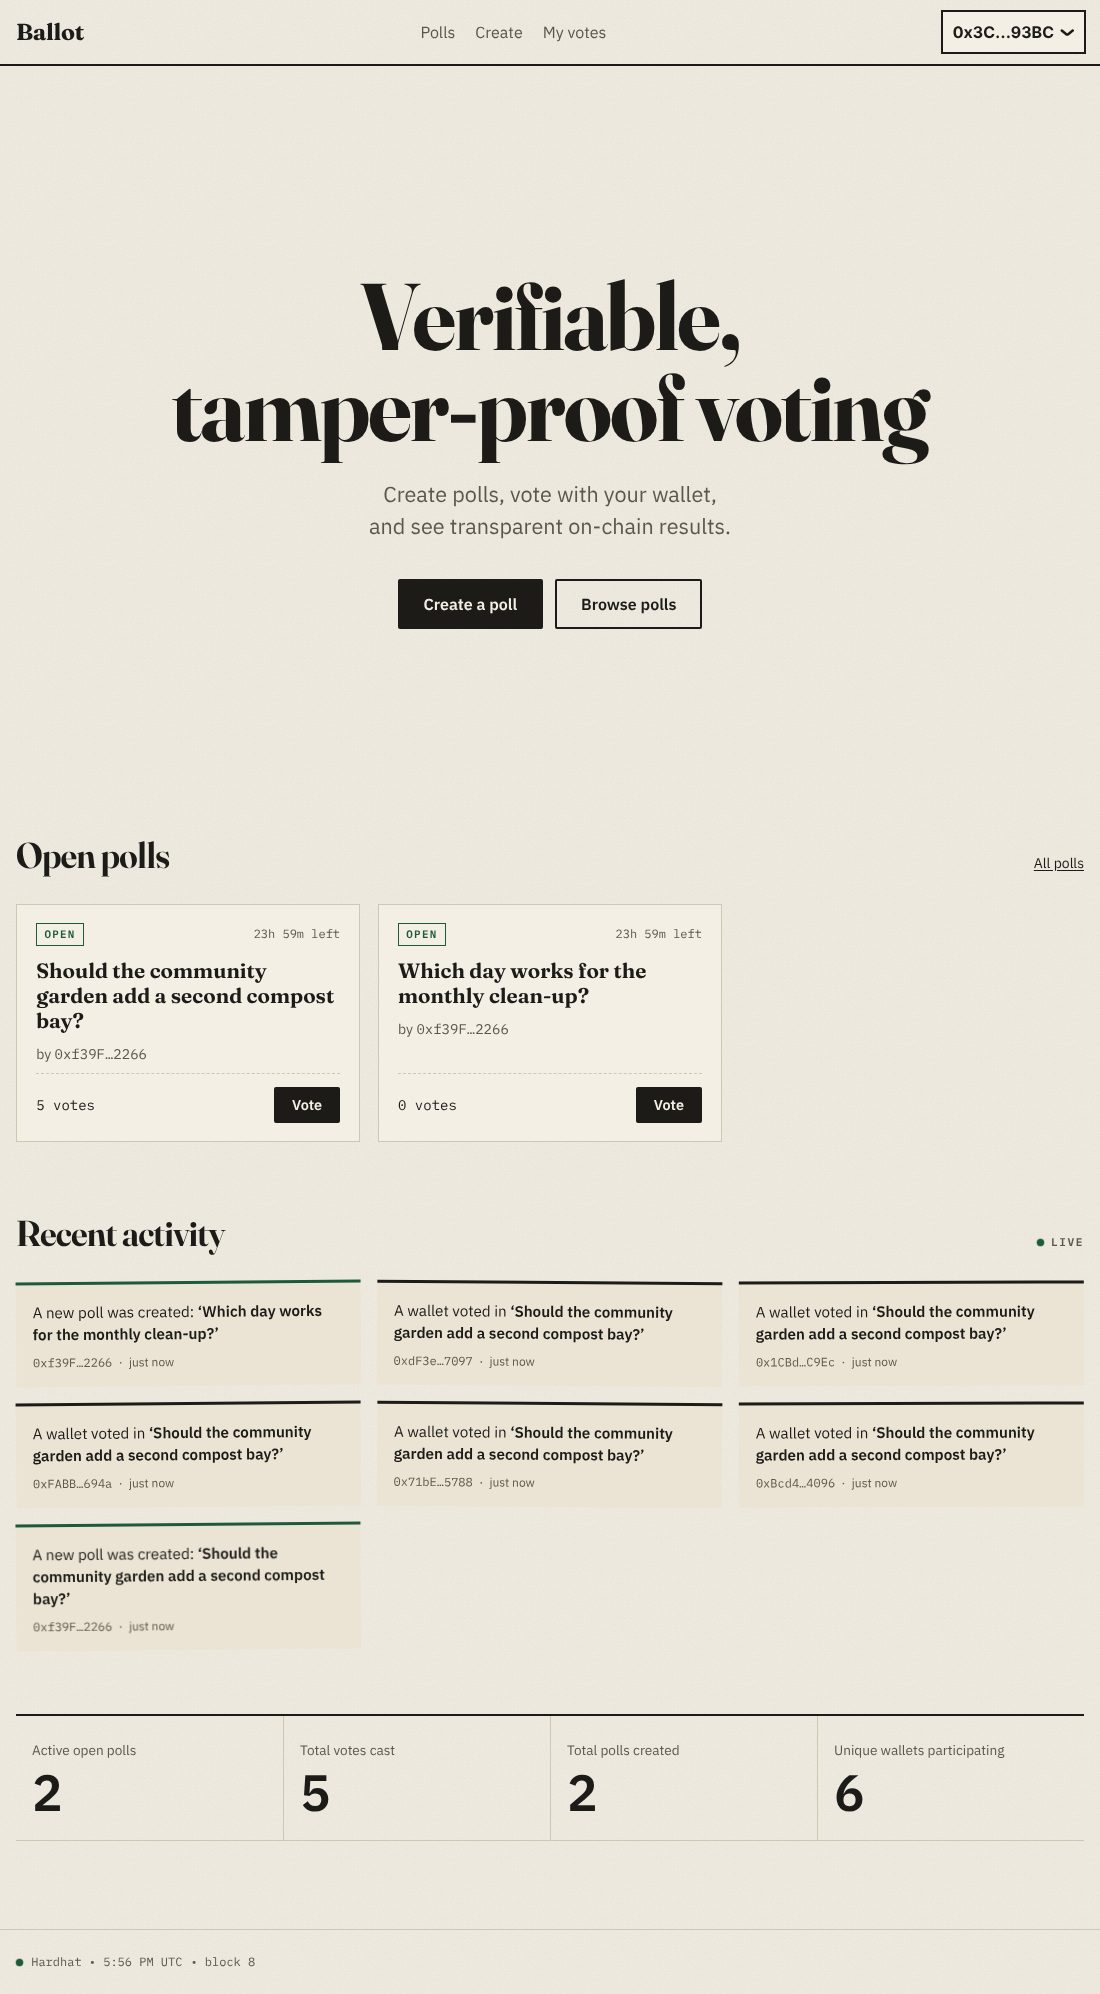 Ballot
Polls Create My votes
0x3C...93BC
Verifiable,
tamper-proof voting
Create polls, vote with your wallet,
and see transparent on-chain results.
Create a poll
Browse polls
Open polls
All polls
OPEN
23h 59m left
Should the community
garden add a second compost
bay?
by 0xf39F…2266
5 votes
Vote
OPEN
23h 59m left
Which day works for the
monthly clean-up?
by 0xf39F…2266
0 votes
Vote
Recent activity
LIVE
A new poll was created: ‘Which day works
for the monthly clean-up?’
0xf39F…2266 · just now
A wallet voted in ‘Should the community
garden add a second compost bay?’
0xdF3e…7097 · just now
A wallet voted in ‘Should the community
garden add a second compost bay?’
0x1CBd…C9Ec · just now
A wallet voted in ‘Should the community
garden add a second compost bay?’
0xFABB…694a · just now
A wallet voted in ‘Should the community
garden add a second compost bay?’
0x71bE…5788 · just now
A wallet voted in ‘Should the community
garden add a second compost bay?’
0xBcd4…4096 · just now
A new poll was created: ‘Should the
community garden add a second compost
bay?’
0xf39F…2266 · just now
Active open polls
2
Total votes cast
5
Total polls created
2
Unique wallets participating
6
Hardhat • 5:56 PM UTC • block 8